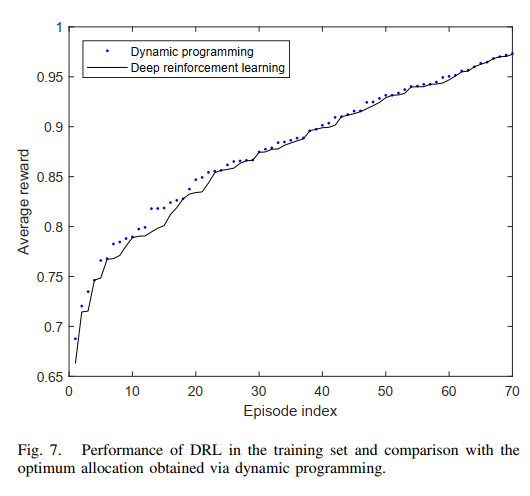 1
0.95
0.9
0.85
0.8
0.75
0.7
0.65
Average reward
Dynamic programming
Deep reinforcement learning
0 10 20 30 40 50 60 70
Episode index
Fig. 7. Performance of DRL in the training set and comparison with the
optimum allocation obtained via dynamic programming.